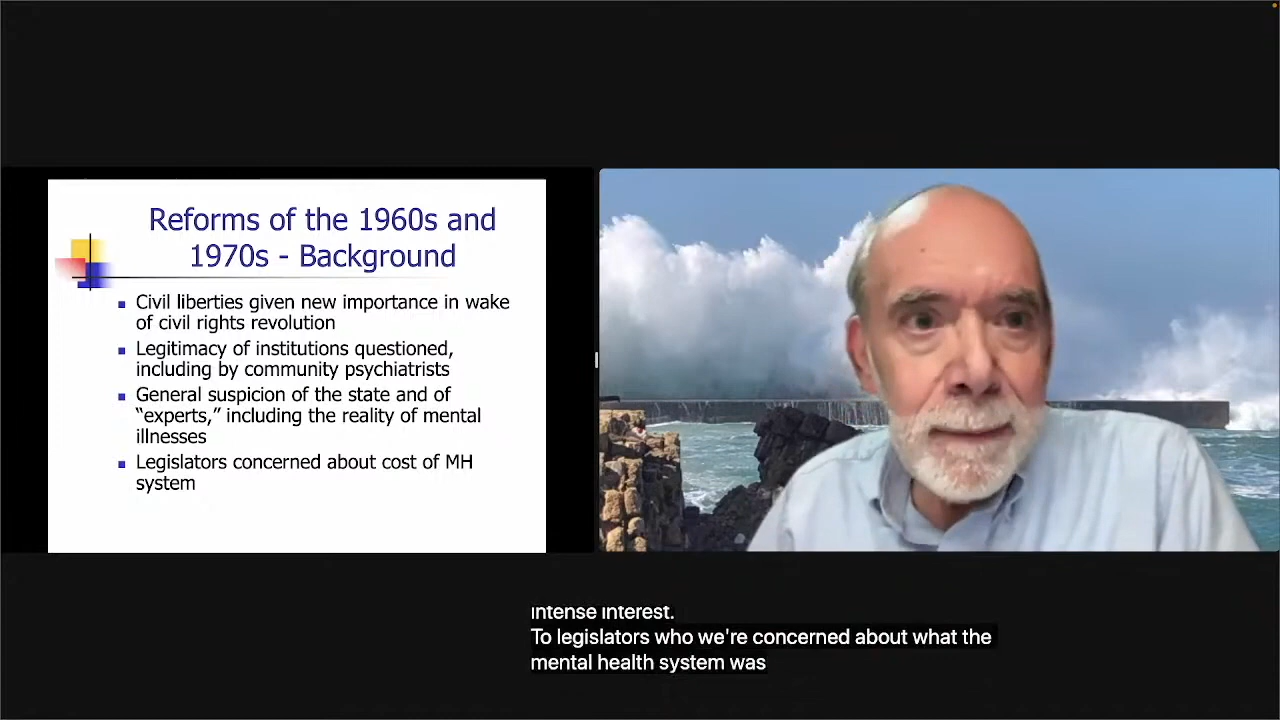 Reforms of the 1960s and
1970s - Background
Civil liberties given new importance in wake
of civil rights revolution
Legitimacy of institutions questioned,
including by community psychiatrists
General suspicion of the state and of
“experts,” including the reality of mental
illnesses
Legislators concerned about cost of MH
system
intense interest.
To legislators who we're concerned about what the
mental health system was